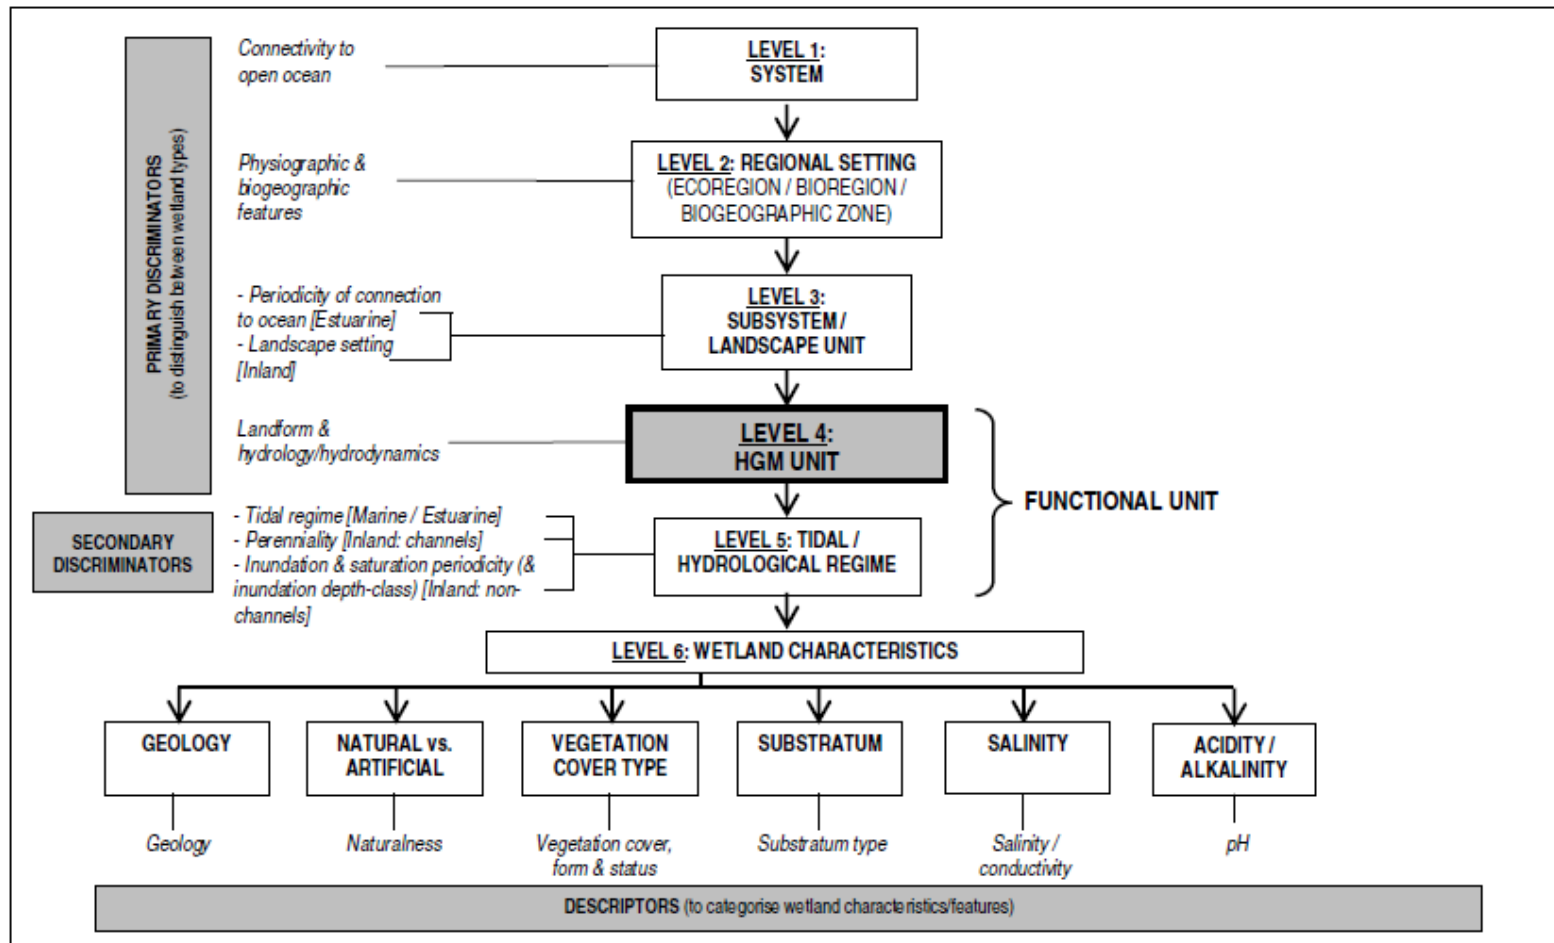 PRIMARY DISCRIMINATORS
(to distinguish between wetland types)
Connectivity to
open ocean
LEVEL 1:
SYSTEM
Physiographic &
biogeographic
features
LEVEL 2: REGIONAL SETTING
(ECOREGION / BIOREGION /
BIOGEOGRAPHIC ZONE)
- Periodicity of connection
to ocean [Estuarine]
- Landscape setting
[Inland]
LEVEL 3:
SUBSYSTEM /
LANDSCAPE UNIT
Landform &
hydrology/hydrodynamics
LEVEL 4:
HGM UNIT
FUNCTIONAL UNIT
SECONDARY
DISCRIMINATORS
- Tidal regime [Marine / Estuarine]
- Perenniality [Inland: channels]
- Inundation & saturation periodicity (&
inundation depth-class) [Inland: non-
channels]
LEVEL 5: TIDAL /
HYDROLOGICAL REGIME
LEVEL 6: WETLAND CHARACTERISTICS
GEOLOGY
NATURAL vs.
ARTIFICIAL
VEGETATION
COVER TYPE
SUBSTRATUM
SALINITY
ACIDITY /
ALKALINITY
Geology
Naturalness
Vegetation cover,
form & status
Substratum type
Salinity /
conductivity
pH
DESCRIPTORS (to categorise wetland characteristics/features)